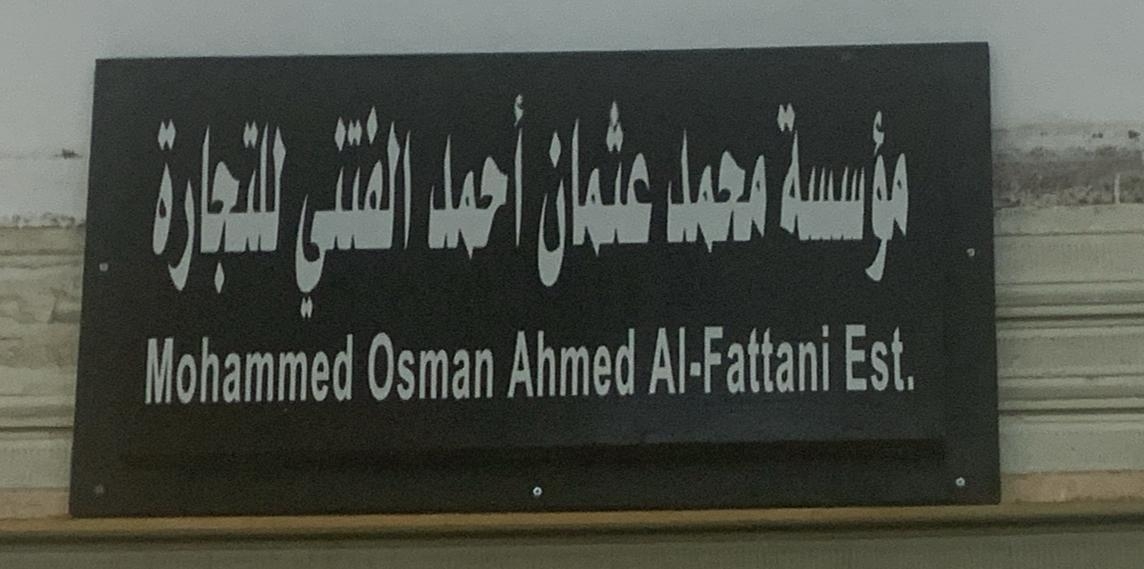 مؤسسة محمد عثمان أحمد الفتني للتجارة
Mohammed Osman Ahmed Al-Fattani Est.